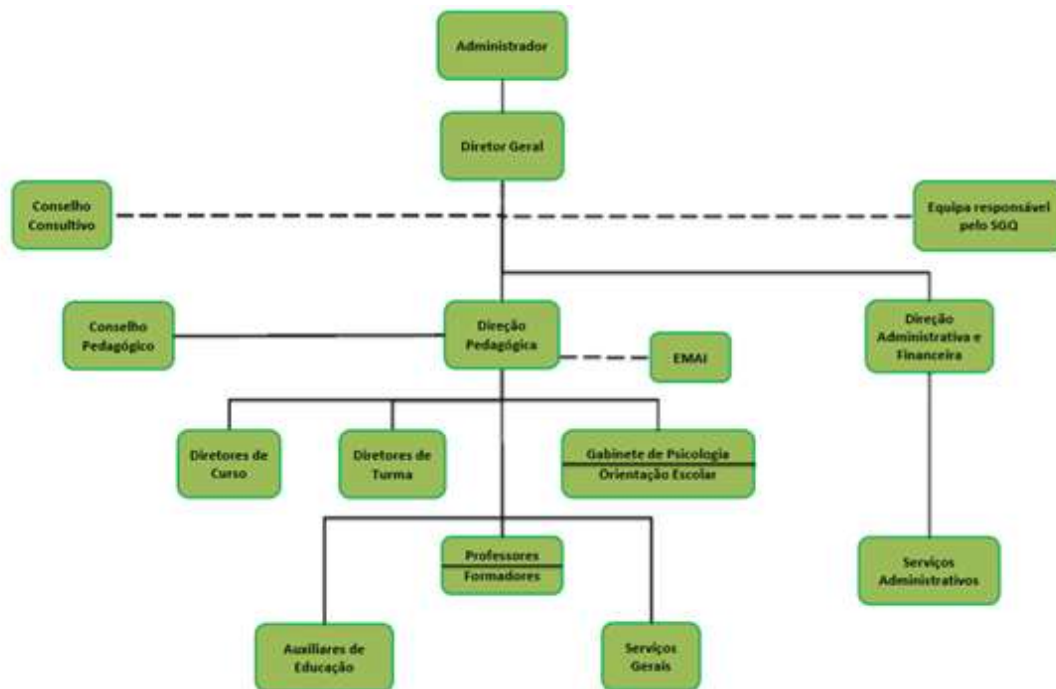 Administrador
Diretor Geral
Conselho
Consultivo
Equipa responsável
pelo SGQ
Conselho
Pedagógico
Direção
Pedagógica
EMAI
Direção
Administrativa e
Financeira
Diretores de
Curso
Diretores de
Turma
Gabinete de Psicologia
Orientação Escolar
Professores
Formadores
Serviços
Administrativos
Auxiliares de
Educação
Serviços
Gerais